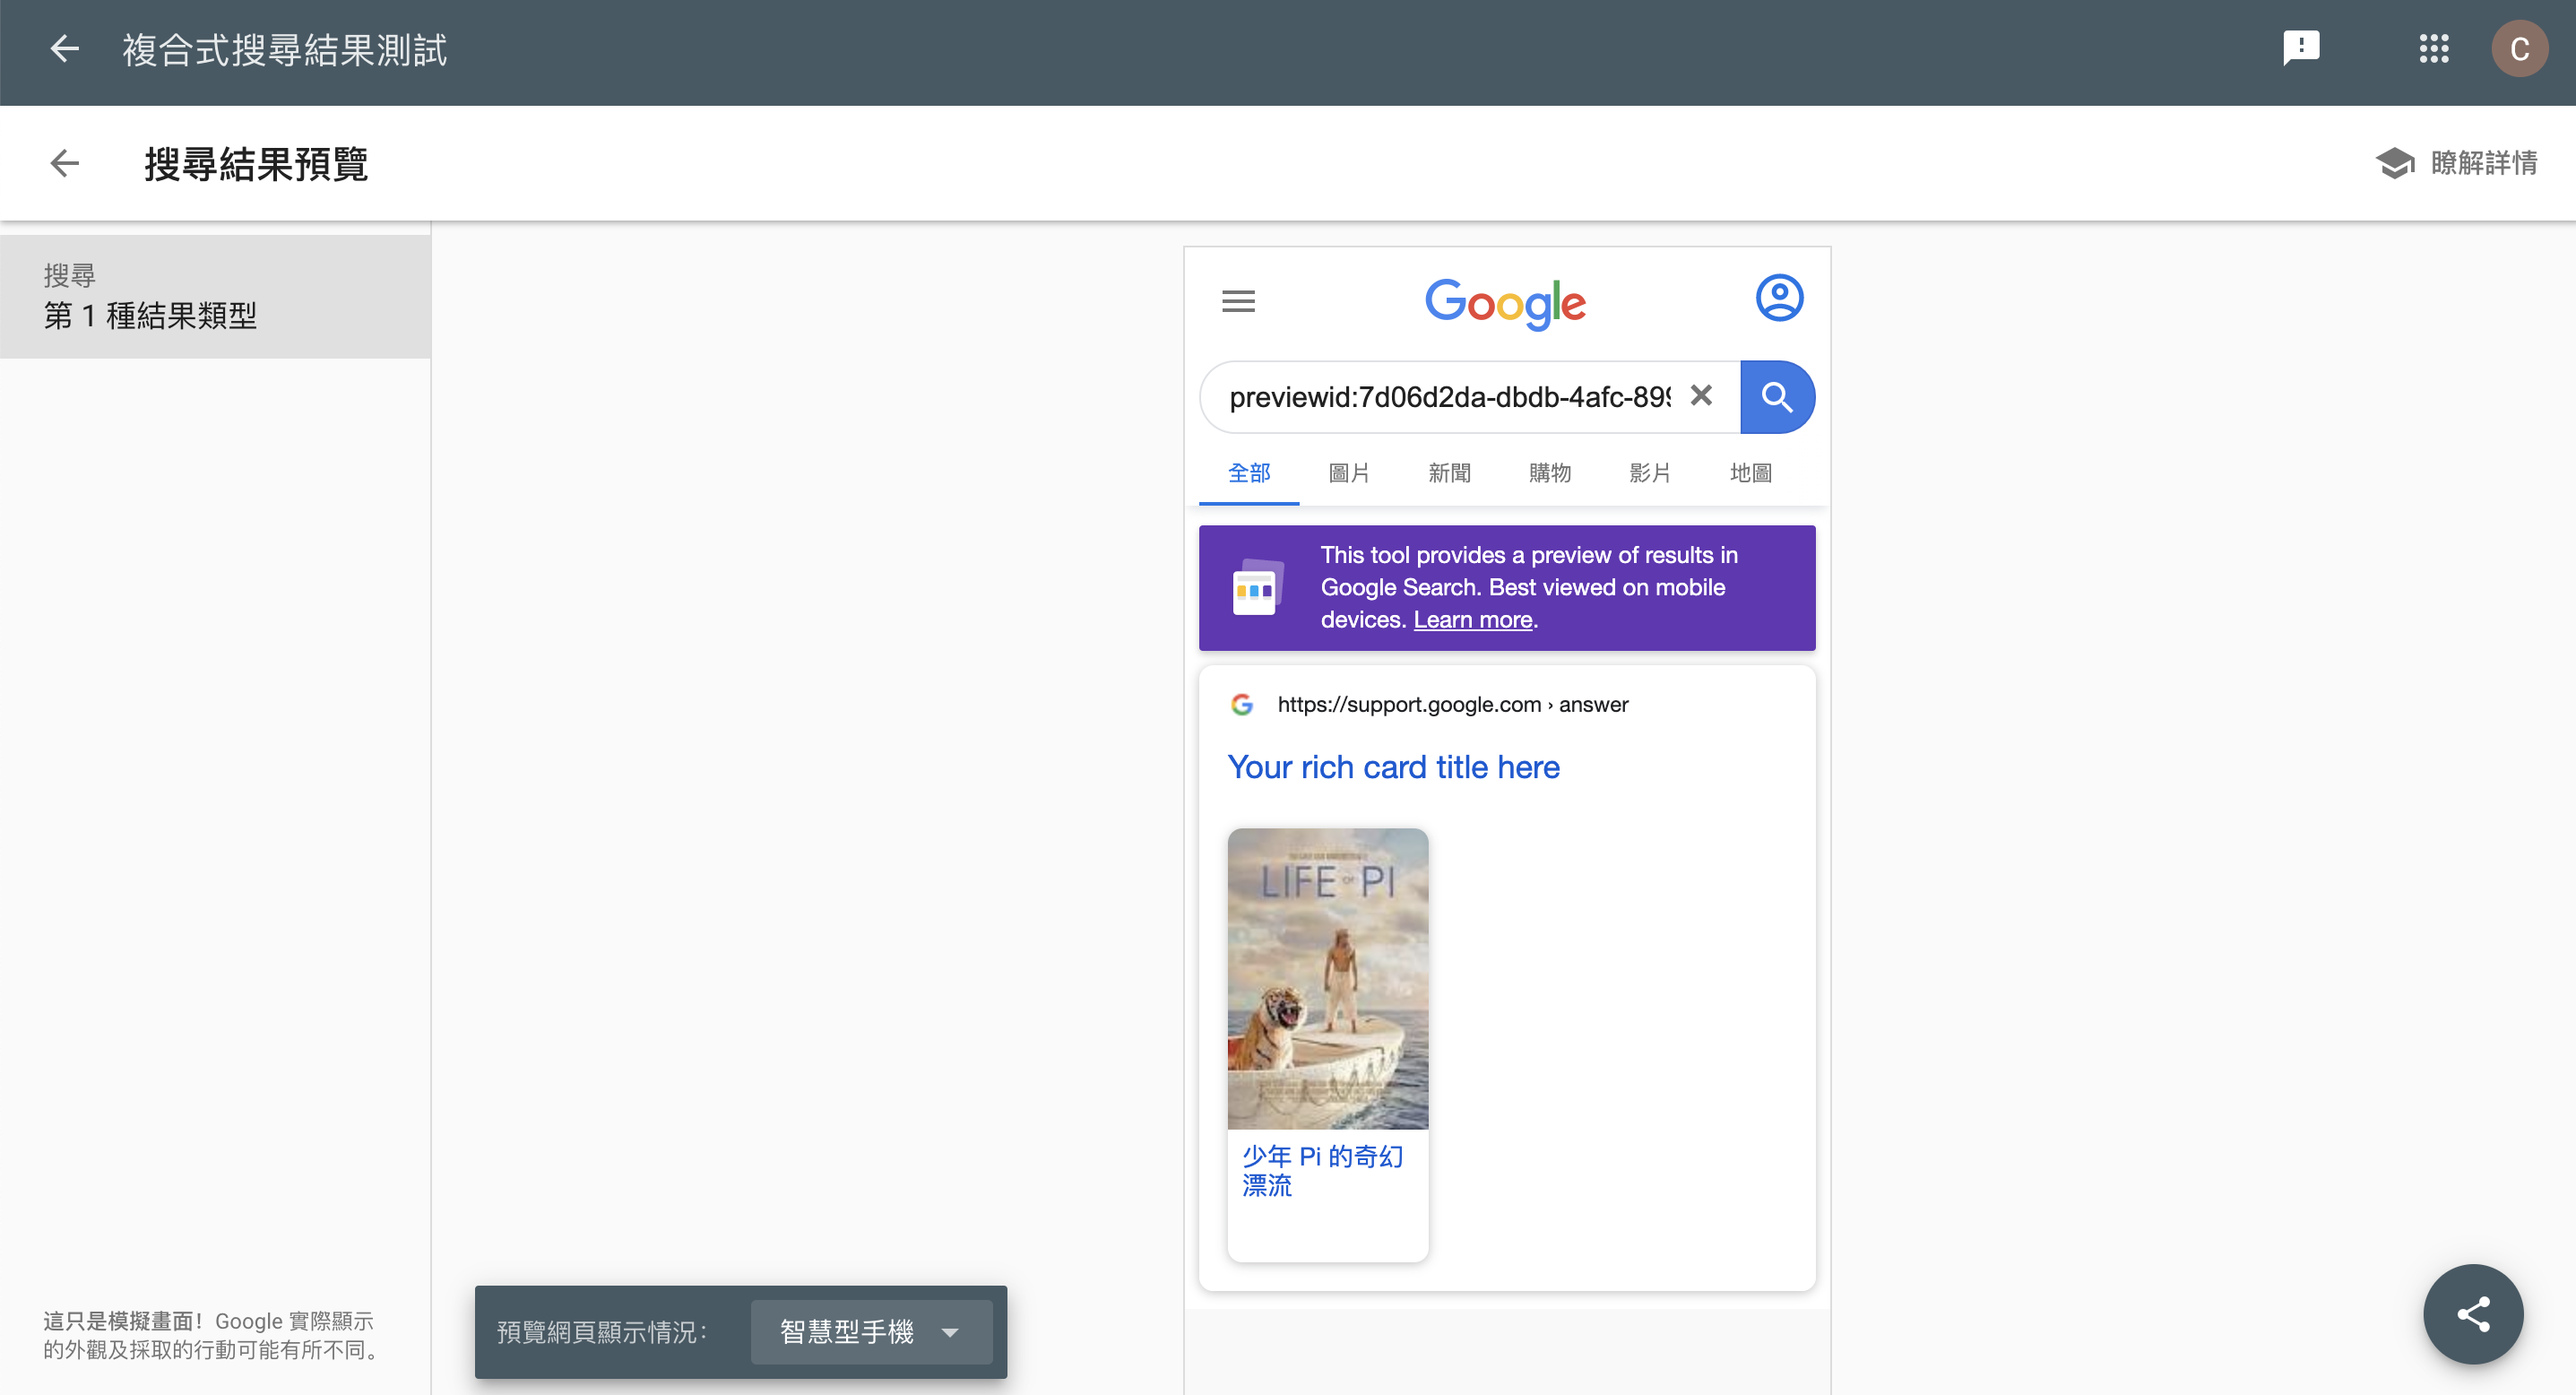 複合式搜尋結果測試
C
搜尋結果預覽
瞭解詳情
搜尋
第 1 種結果類型
Google
previewid:7d06d2da-dbdb-4afc-899
全部 圖片 新聞 購物 影片 地圖
This tool provides a preview of results in
Google Search. Best viewed on mobile
devices. Learn more.
https://support.google.com › answer
Your rich card title here
LIFE OF PI
少年 Pi 的奇幻
漂流
這只是模擬畫面！Google 實際顯示
的外觀及採取的行動可能有所不同。
預覽網頁顯示情況：
智慧型手機